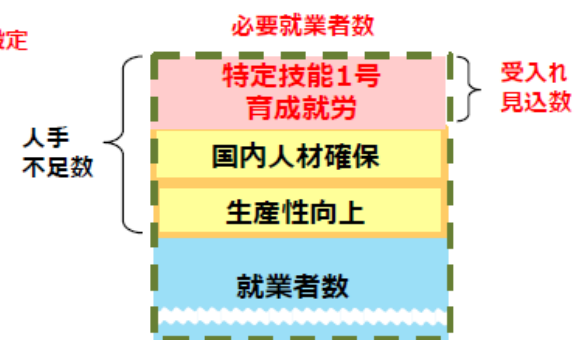 必要就業者数
設定
特定技能1号
育成就労
受入れ
見込数
人手
不足数
国内人材確保
生産性向上
就業者数